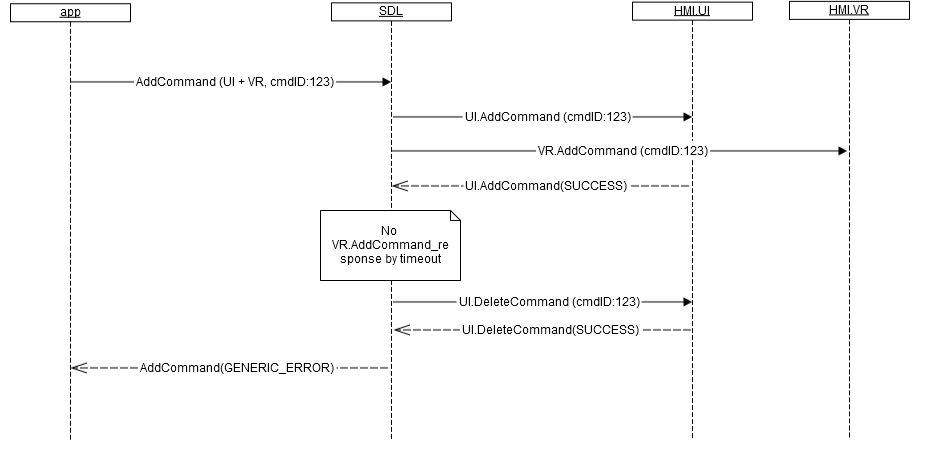 app
SDL
HMI.UI
HMI.VR
AddCommand (UI + VR, cmdID:123)
UI.AddCommand (cmdID:123)
VR.AddCommand (cmdID:123)
UI.AddCommand(SUCCESS)
No
VR.AddCommand_re
sponse by timeout
UI.DeleteCommand (cmdID:123)
UI.DeleteCommand(SUCCESS)
AddCommand(GENERIC_ERROR)